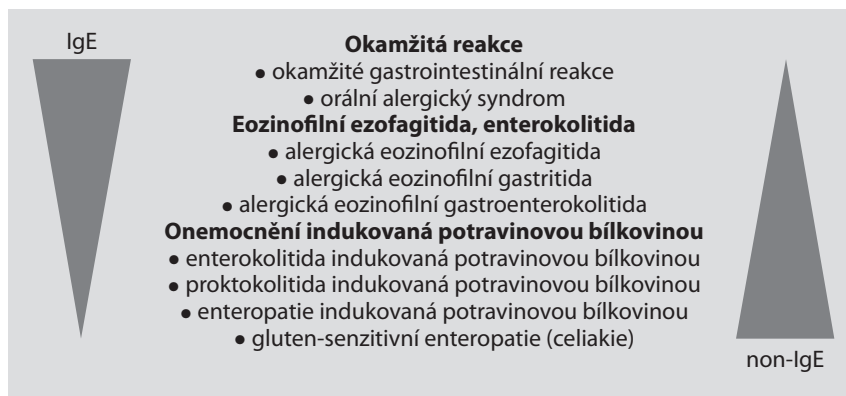 IgE
Okamžitá reakce
● okamžité gastrointestinální reakce
● orální alergický syndrom
Eozinofilní ezofagitida, enterokolitida
● alergická eozinofilní ezofagitida
● alergická eozinofilní gastritida
● alergická eozinofilní gastroenterokolitida
Onemocnění indukovaná potravinovou bílkovinou
● enterokolitida indukovaná potravinovou bílkovinou
● proktokolitida indukovaná potravinovou bílkovinou
● enteropatie indukovaná potravinovou bílkovinou
● gluten-senzitivní enteropatie (celiakie)
non-IgE